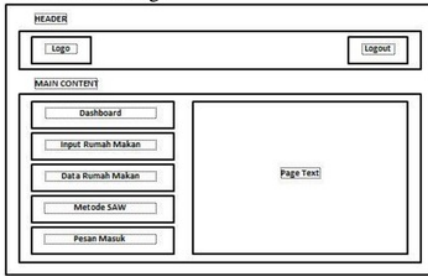 HEADER
Logo
Logout
MAIN CONTENT
Dashboard
Input Rumah Makan
Data Rumah Makan
Metode SAW
Pesan Masuk
Page Text